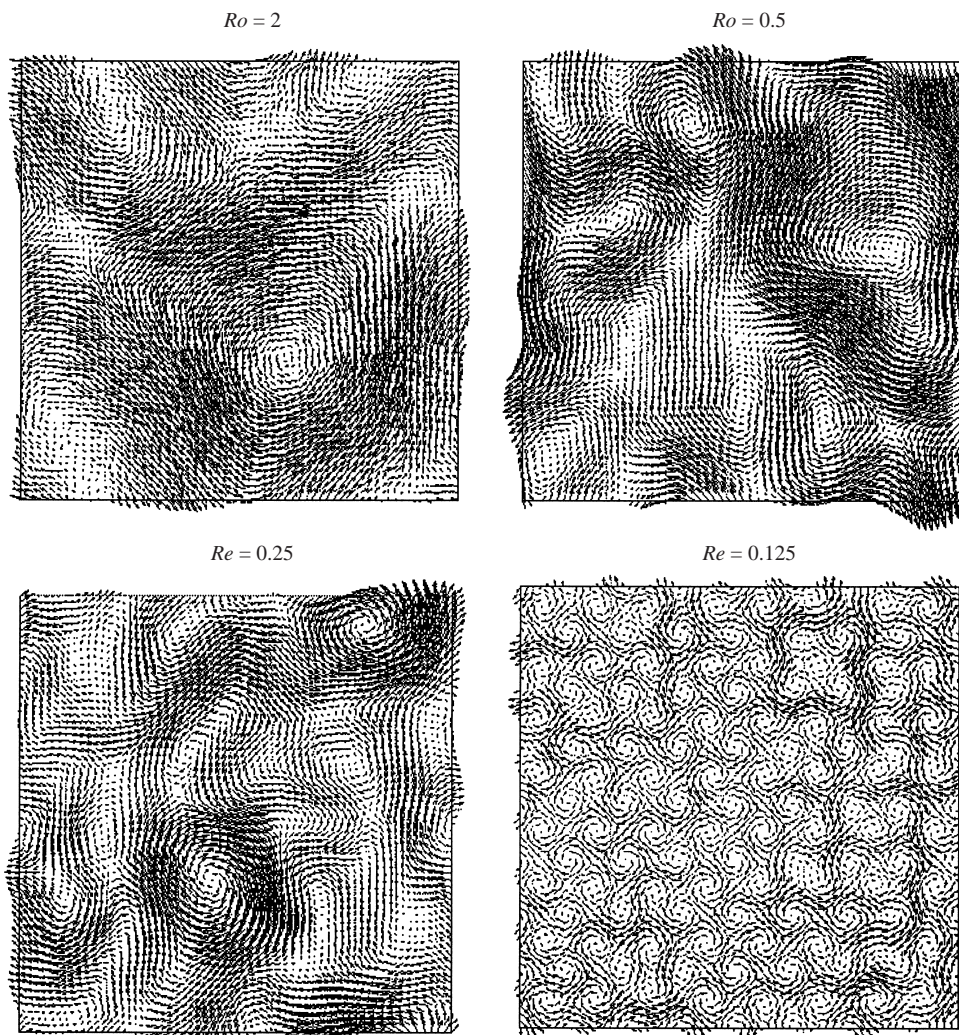 Ro = 2
Ro = 0.5
Re = 0.25
Re = 0.125